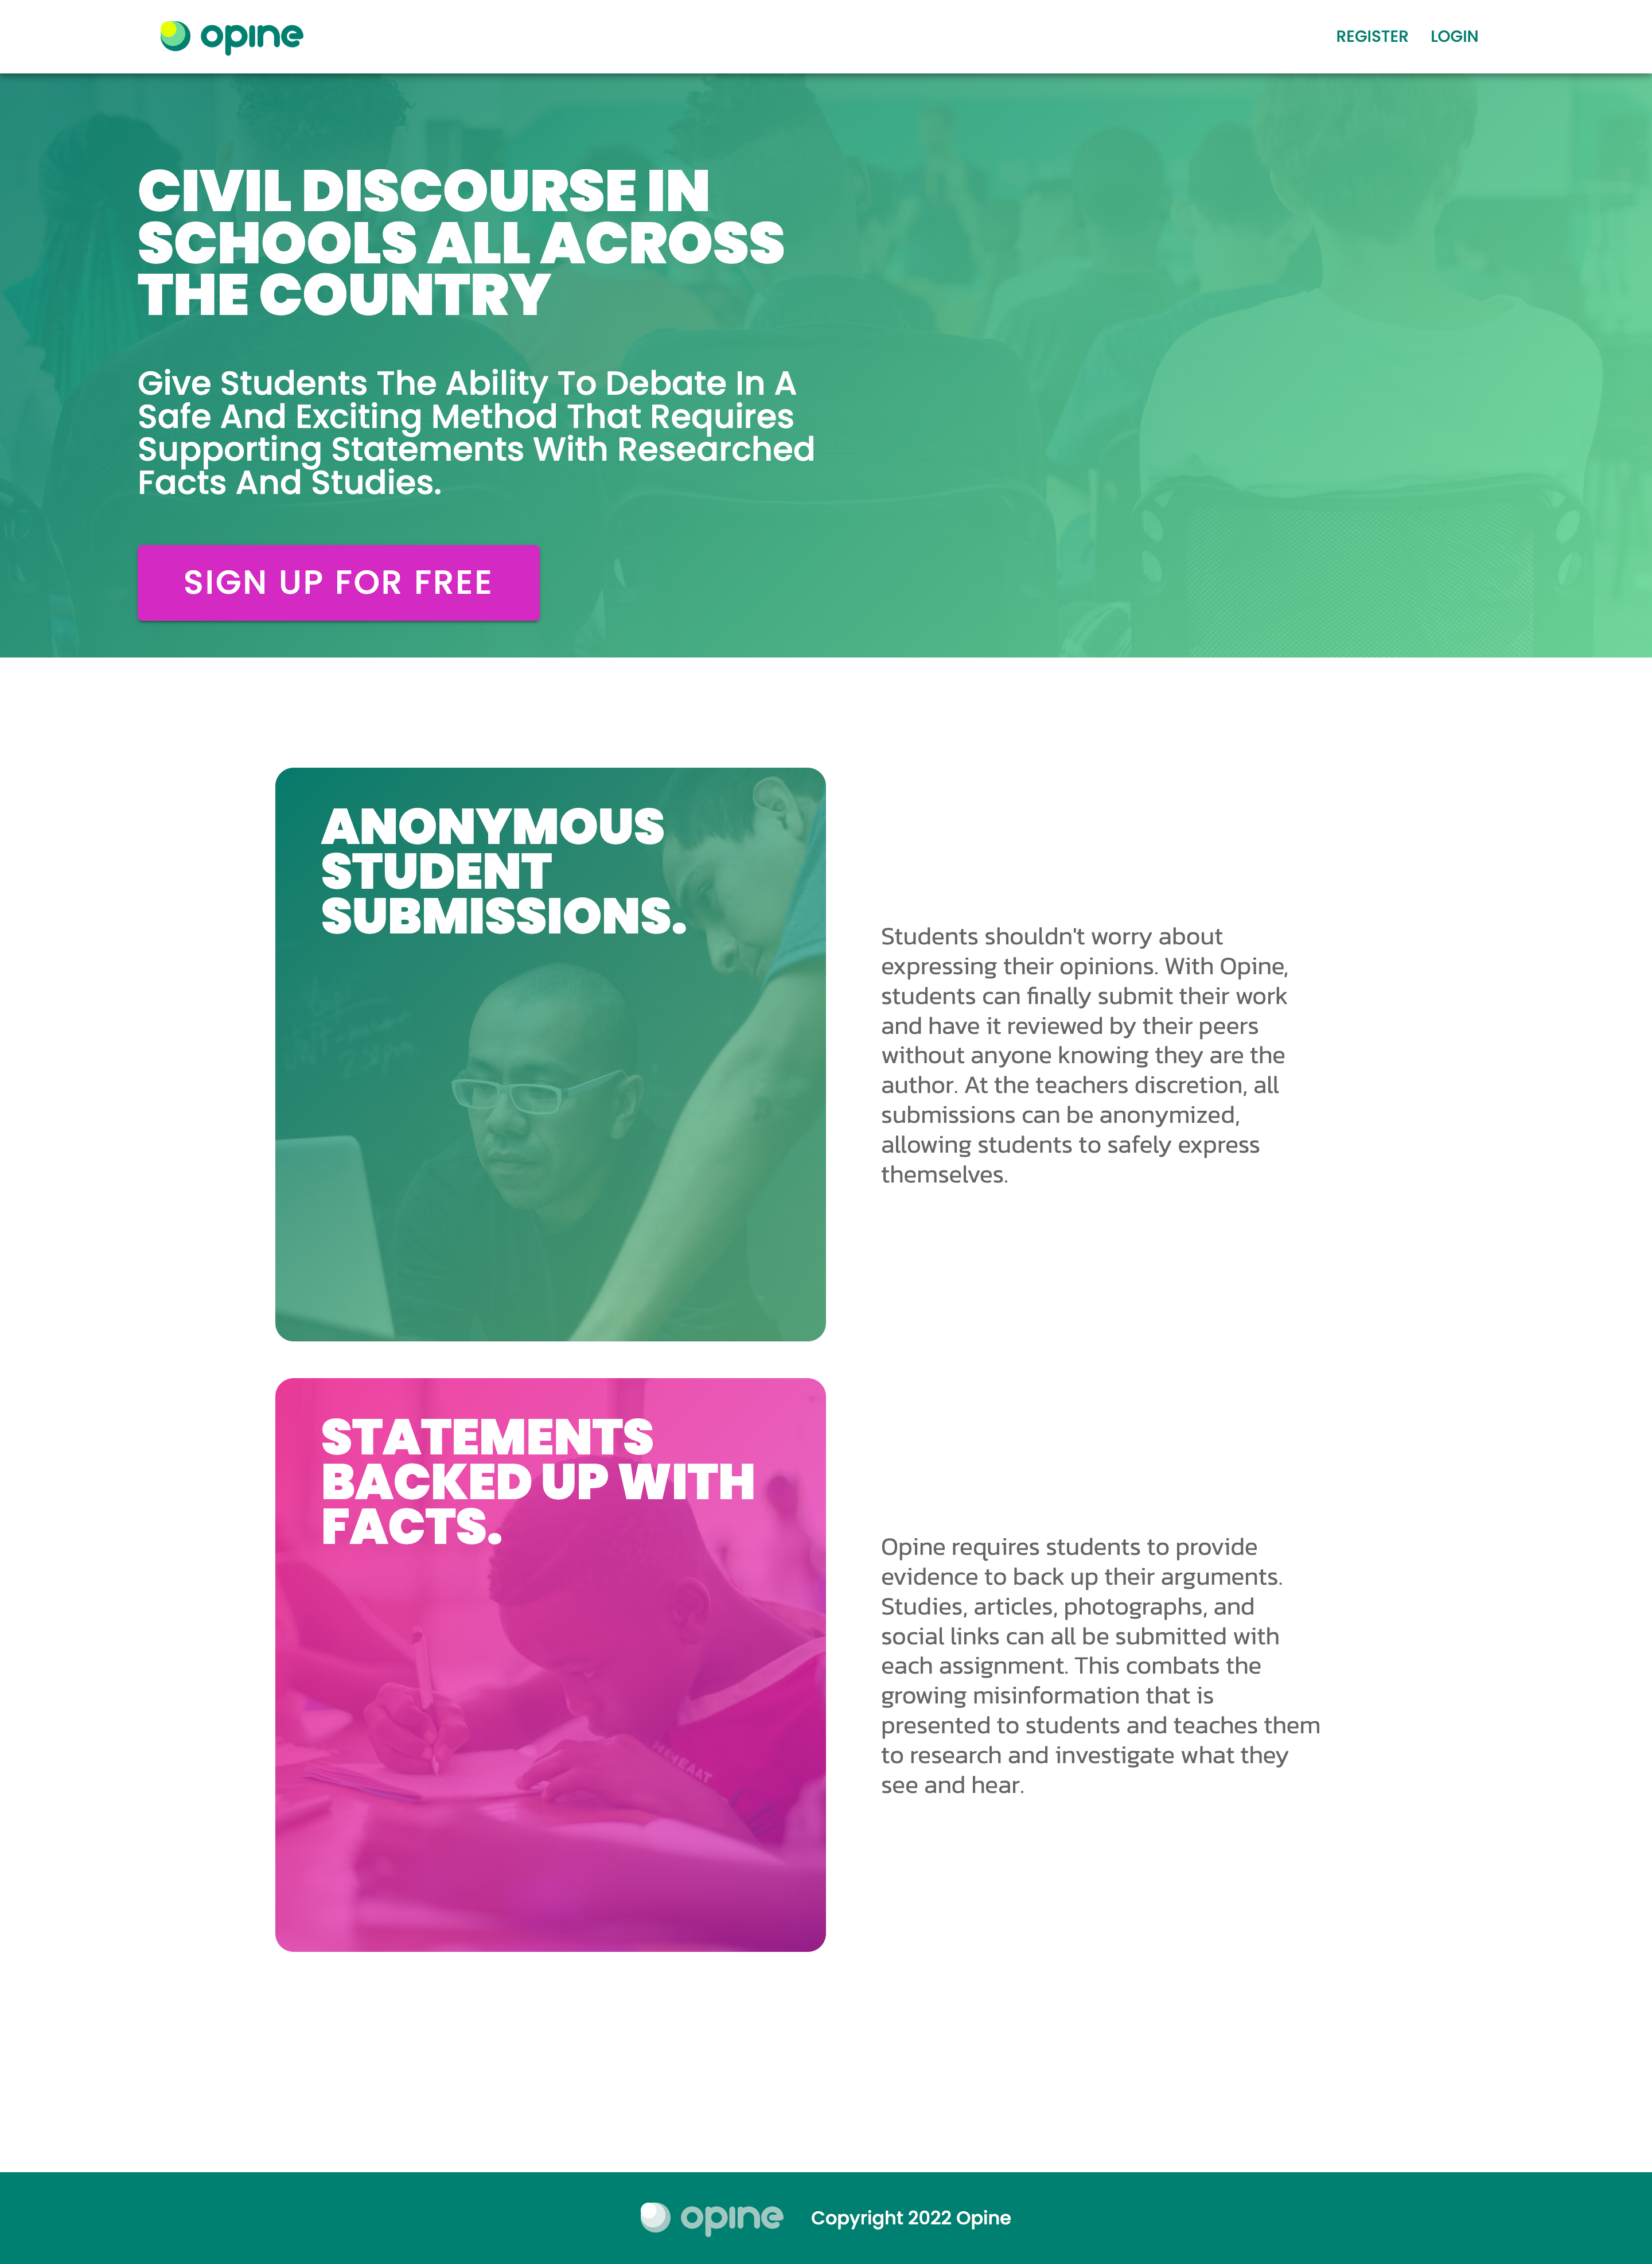 opine
REGISTER LOGIN
CIVIL DISCOURSE IN
SCHOOLS ALL ACROSS
THE COUNTRY
Give Students The Ability To Debate In A
Safe And Exciting Method That Requires
Supporting Statements With Researched
Facts And Studies.
SIGN UP FOR FREE
ANONYMOUS
STUDENT
SUBMISSIONS.
Students shouldn't worry about
expressing their opinions. With Opine,
students can finally submit their work
and have it reviewed by their peers
without anyone knowing they are the
author. At the teachers discretion, all
submissions can be anonymized,
allowing students to safely express
themselves.
STATEMENTS
BACKED UP WITH
FACTS.
Opine requires students to provide
evidence to back up their arguments.
Studies, articles, photographs, and
social links can all be submitted with
each assignment. This combats the
growing misinformation that is
presented to students and teaches them
to research and investigate what they
see and hear.
opine Copyright 2022 Opine